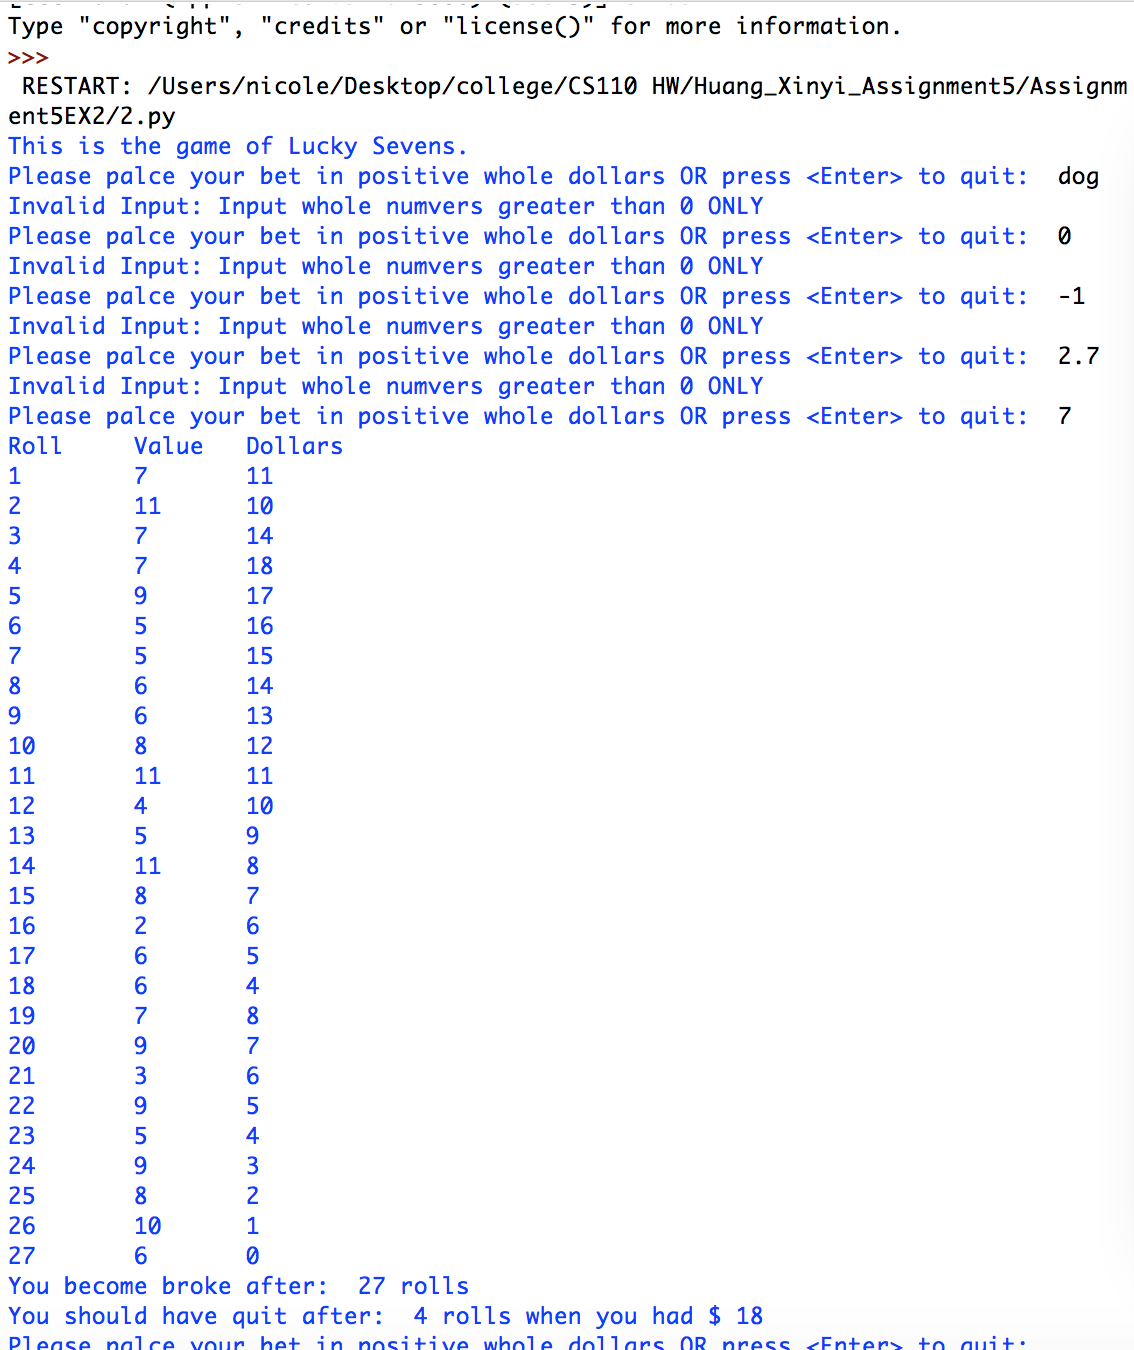 Type "copyright", "credits" or "license()" for more information.
>>>
 RESTART: /Users/nicole/Desktop/college/CS110 HW/Huang_Xinyi_Assignment5/Assignm
ent5EX2/2.py
This is the game of Lucky Sevens.
Please palce your bet in positive whole dollars OR press <Enter> to quit:  dog
Invalid Input: Input whole numvers greater than 0 ONLY
Please palce your bet in positive whole dollars OR press <Enter> to quit:  0
Invalid Input: Input whole numvers greater than 0 ONLY
Please palce your bet in positive whole dollars OR press <Enter> to quit:  -1
Invalid Input: Input whole numvers greater than 0 ONLY
Please palce your bet in positive whole dollars OR press <Enter> to quit:  2.7
Invalid Input: Input whole numvers greater than 0 ONLY
Please palce your bet in positive whole dollars OR press <Enter> to quit:  7
Roll Value Dollars
1 7 11
2 11 10
3 7 14
4 7 18
5 9 17
6 5 16
7 5 15
8 6 14
9 6 13
10 8 12
11 11 11
12 4 10
13 5 9
14 11 8
15 8 7
16 2 6
17 6 5
18 6 4
19 7 8
20 9 7
21 3 6
22 9 5
23 5 4
24 9 3
25 8 2
26 10 1
27 6 0
You become broke after:  27 rolls
You should have quit after:  4 rolls when you had $ 18
Please palce your bet in positive whole dollars OR press <Enter> to quit: